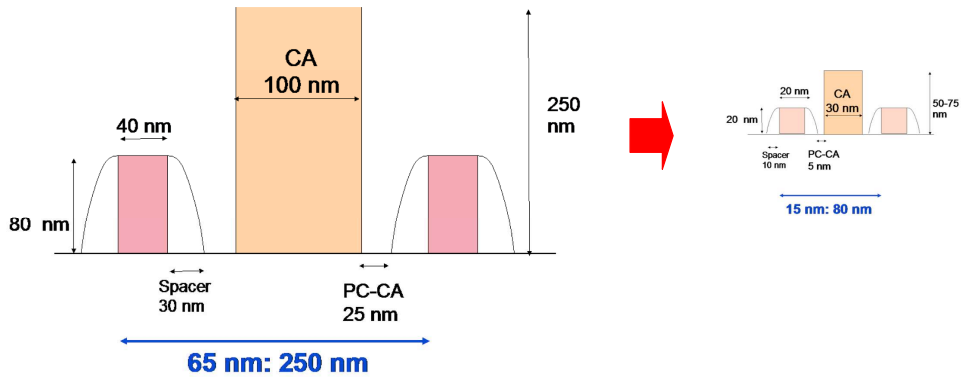 CA
100 nm
40 nm
250
nm
80  nm
Spacer
30 nm
PC-CA
25 nm
65 nm: 250 nm
20 nm
CA
30 nm
50-75
nm
20  nm
Spacer
10 nm
PC-CA
5 nm
15 nm: 80 nm